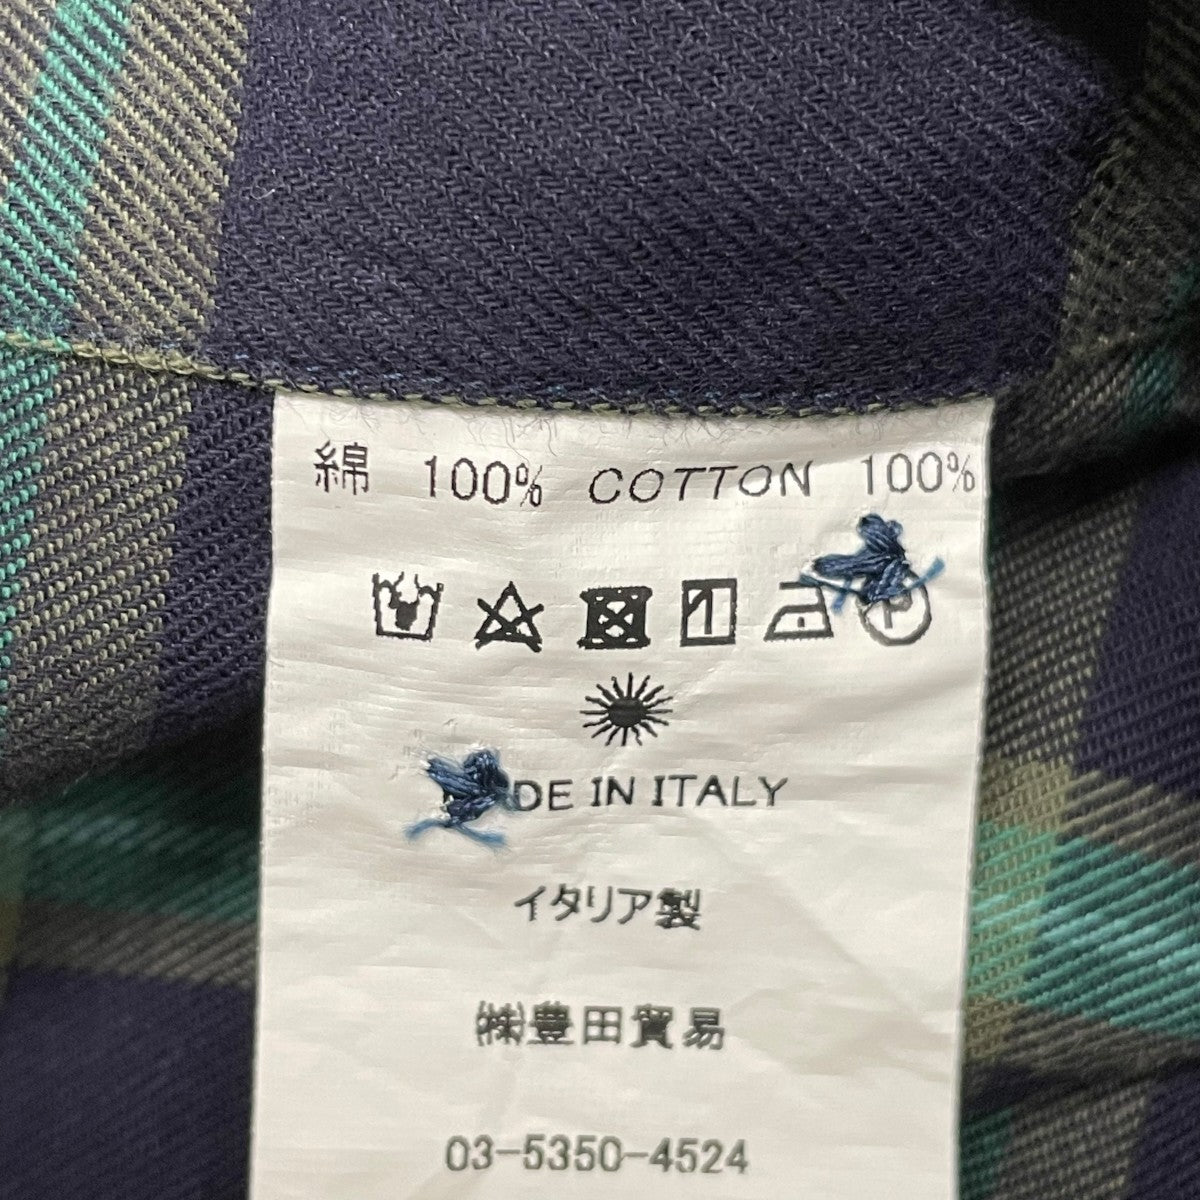 綿 100% COTTON 100%
P
DE IN ITALY
イタリア製
㈱豊田貿易
03-5350-4524